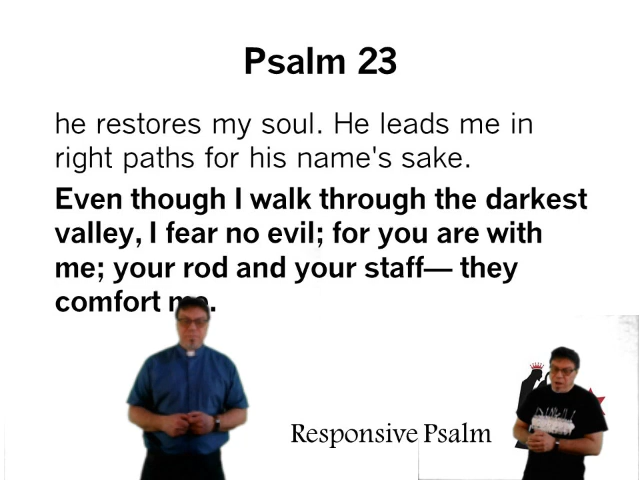 Psalm 23
he restores my soul. He leads me in
right paths for his name's sake.
Even though I walk through the darkest
valley, I fear no evil; for you are with
me; your rod and your staff— they
comfort me.
Responsive Psalm